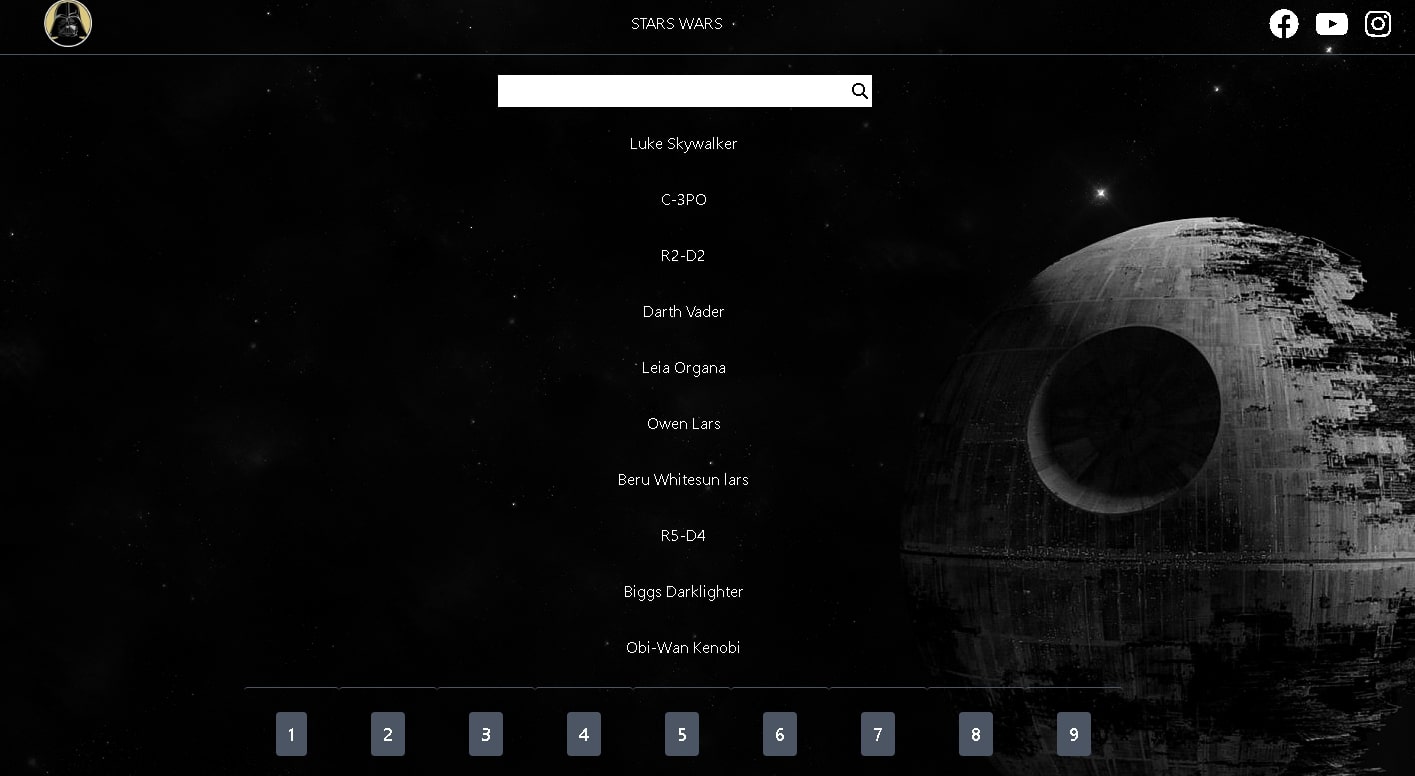 STARS WARS
Luke Skywalker
C-3PO
R2-D2
Darth Vader
Leia Organa
Owen Lars
Beru Whitesun lars
R5-D4
Biggs Darklighter
Obi-Wan Kenobi
1 2 3 4 5 6 7 8 9